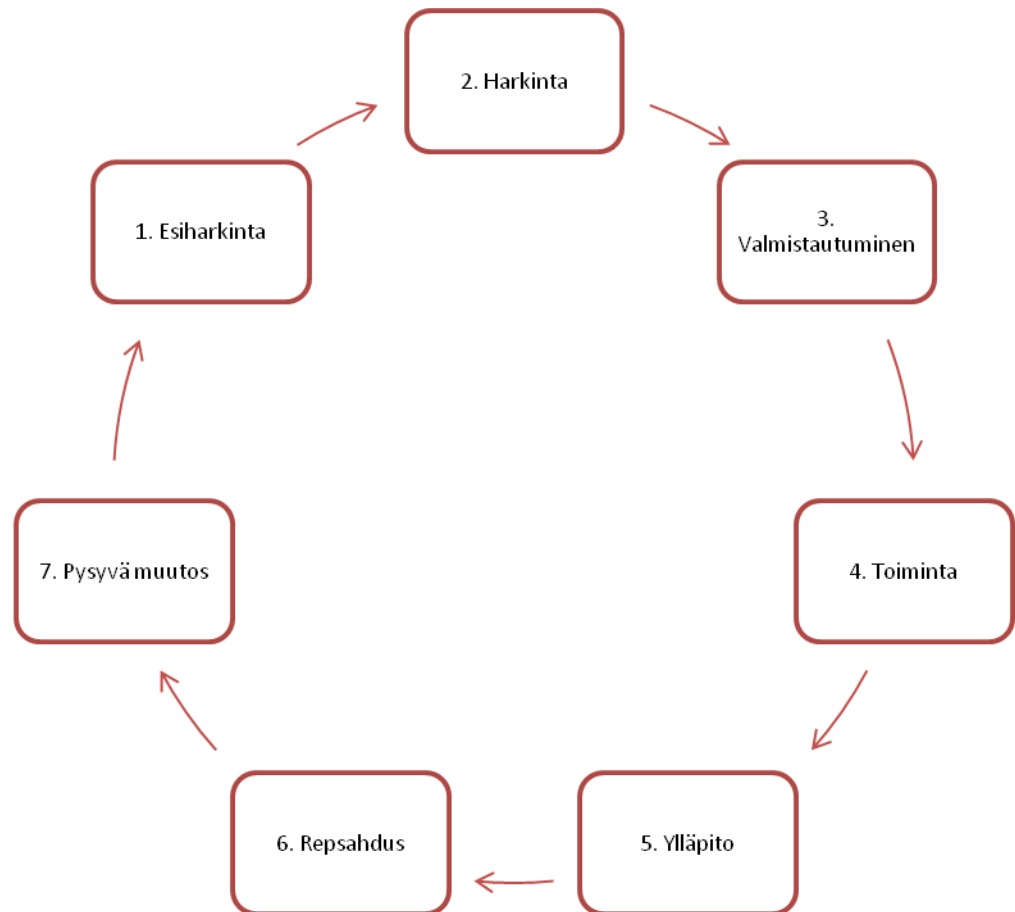 1. Esiharkinta
2. Harkinta
3.
Valmistautuminen
4. Toiminta
5. Ylläpito
6. Repsahdus
7. Pysyvä muutos